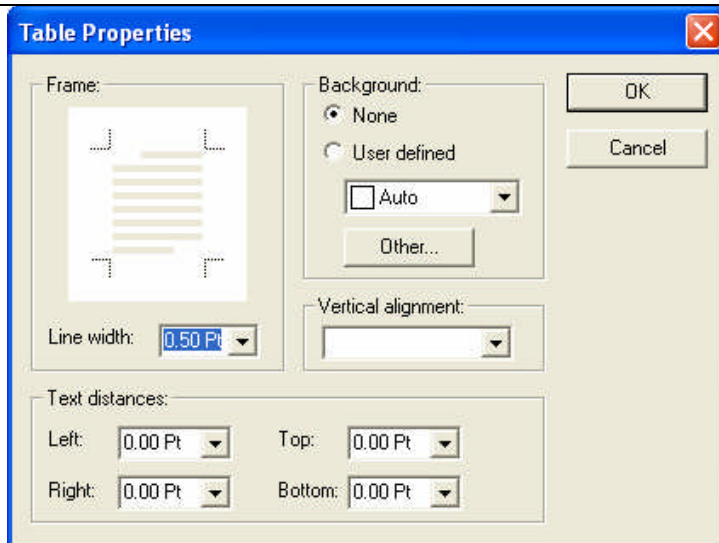 Table Properties
Frame:
Line width: 0.50 Pt
Background:
None
User defined
Auto
Other...
Vertical alignment:
OK
Cancel
Text distances:
Left: 0.00 Pt Top: 0.00 Pt
Right: 0.00 Pt Bottom: 0.00 Pt